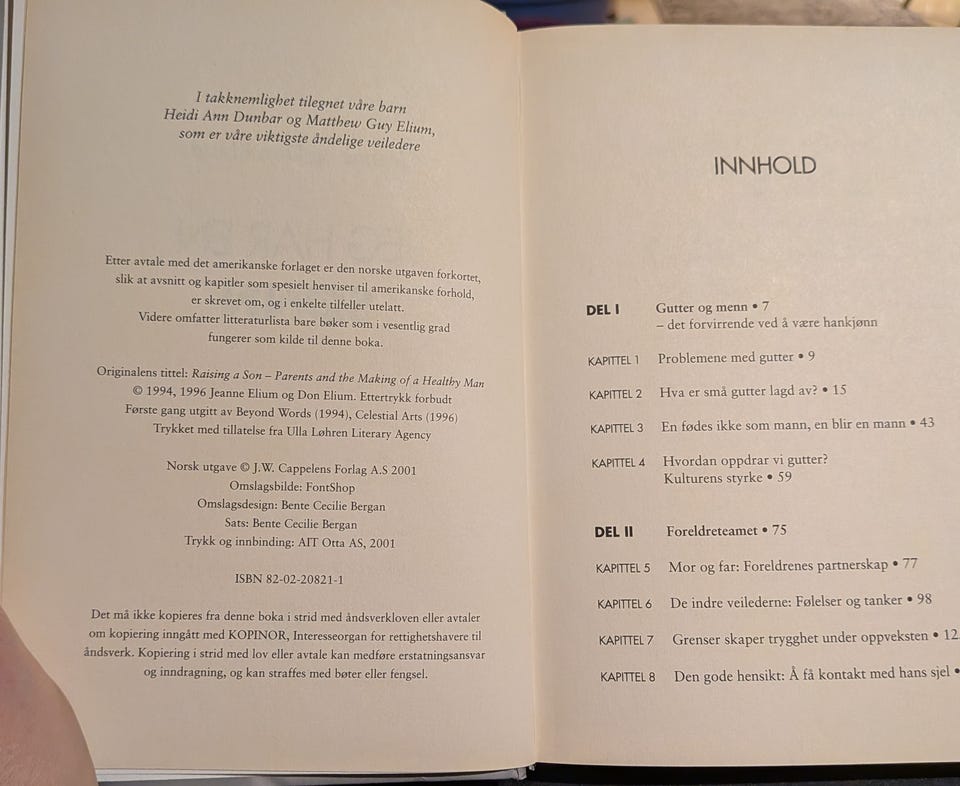 I takknemlighet tilegnet våre barn
Heidi Ann Dunbar og Matthew Guy Elium,
som er våre viktigste åndelige veiledere
Etter avtale med det amerikanske forlaget er den norske utgaven forkortet,
slik at avsnitt og kapitler som spesielt henviser til amerikanske forhold,
er skrevet om, og i enkelte tilfeller utelatt.
Videre omfatter litteraturlista bare bøker som i vesentlig grad
fungerer som kilde til denne boka.
Originalens tittel: Raising a Son – Parents and the Making of a Healthy Man
© 1994, 1996 Jeanne Elium og Don Elium. Ettertrykk forbudt
Første gang utgitt av Beyond Words (1994), Celestial Arts (1996)
Trykket med tillatelse fra Ulla Løhren Literary Agency
Norsk utgave © J.W. Cappelens Forlag A.S 2001
Omslagsbilde: FontShop
Omslagsdesign: Bente Cecilie Bergan
Sats: Bente Cecilie Bergan
Trykk og innbinding: AIT Otta AS, 2001
ISBN 82-02-20821-1
Det må ikke kopieres fra denne boka i strid med åndsverkloven eller avtaler
om kopiering inngått med KOPINOR, Interesseorgan for rettighetshavere til
åndsverk. Kopiering i strid med lov eller avtale kan medføre erstatningsansvar
og inndragning, og kan straffes med bøter eller fengsel.
INNHOLD
DEL I Gutter og menn • 7
– det forvirrende ved å være hankjønn
KAPITTEL 1 Problemene med gutter • 9
KAPITTEL 2 Hva er små gutter lagd av? • 15
KAPITTEL 3 En fødes ikke som mann, en blir en mann • 43
KAPITTEL 4 Hvordan oppdrar vi gutter?
Kulturens styrke • 59
DEL II Foreldreteamet • 75
KAPITTEL 5 Mor og far: Foreldrenes partnerskap • 77
KAPITTEL 6 De indre veilederne: Følelser og tanker • 98
KAPITTEL 7 Grenser skaper trygghet under oppveksten • 12
KAPITTEL 8 Den gode hensikt: Å få kontakt med hans sjel •